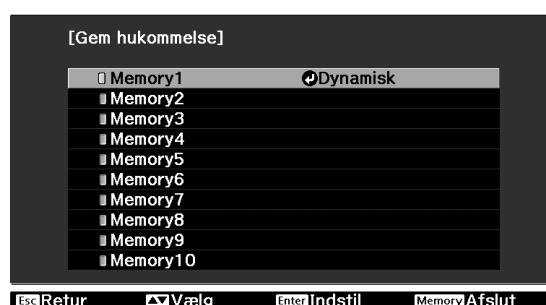 [Gem hukommelse]
Memory1 Dynamisk
Memory2
Memory3
Memory4
Memory5
Memory6
Memory7
Memory8
Memory9
Memory10
Esc Retur Vælg Enter Indstil Memory Afslut